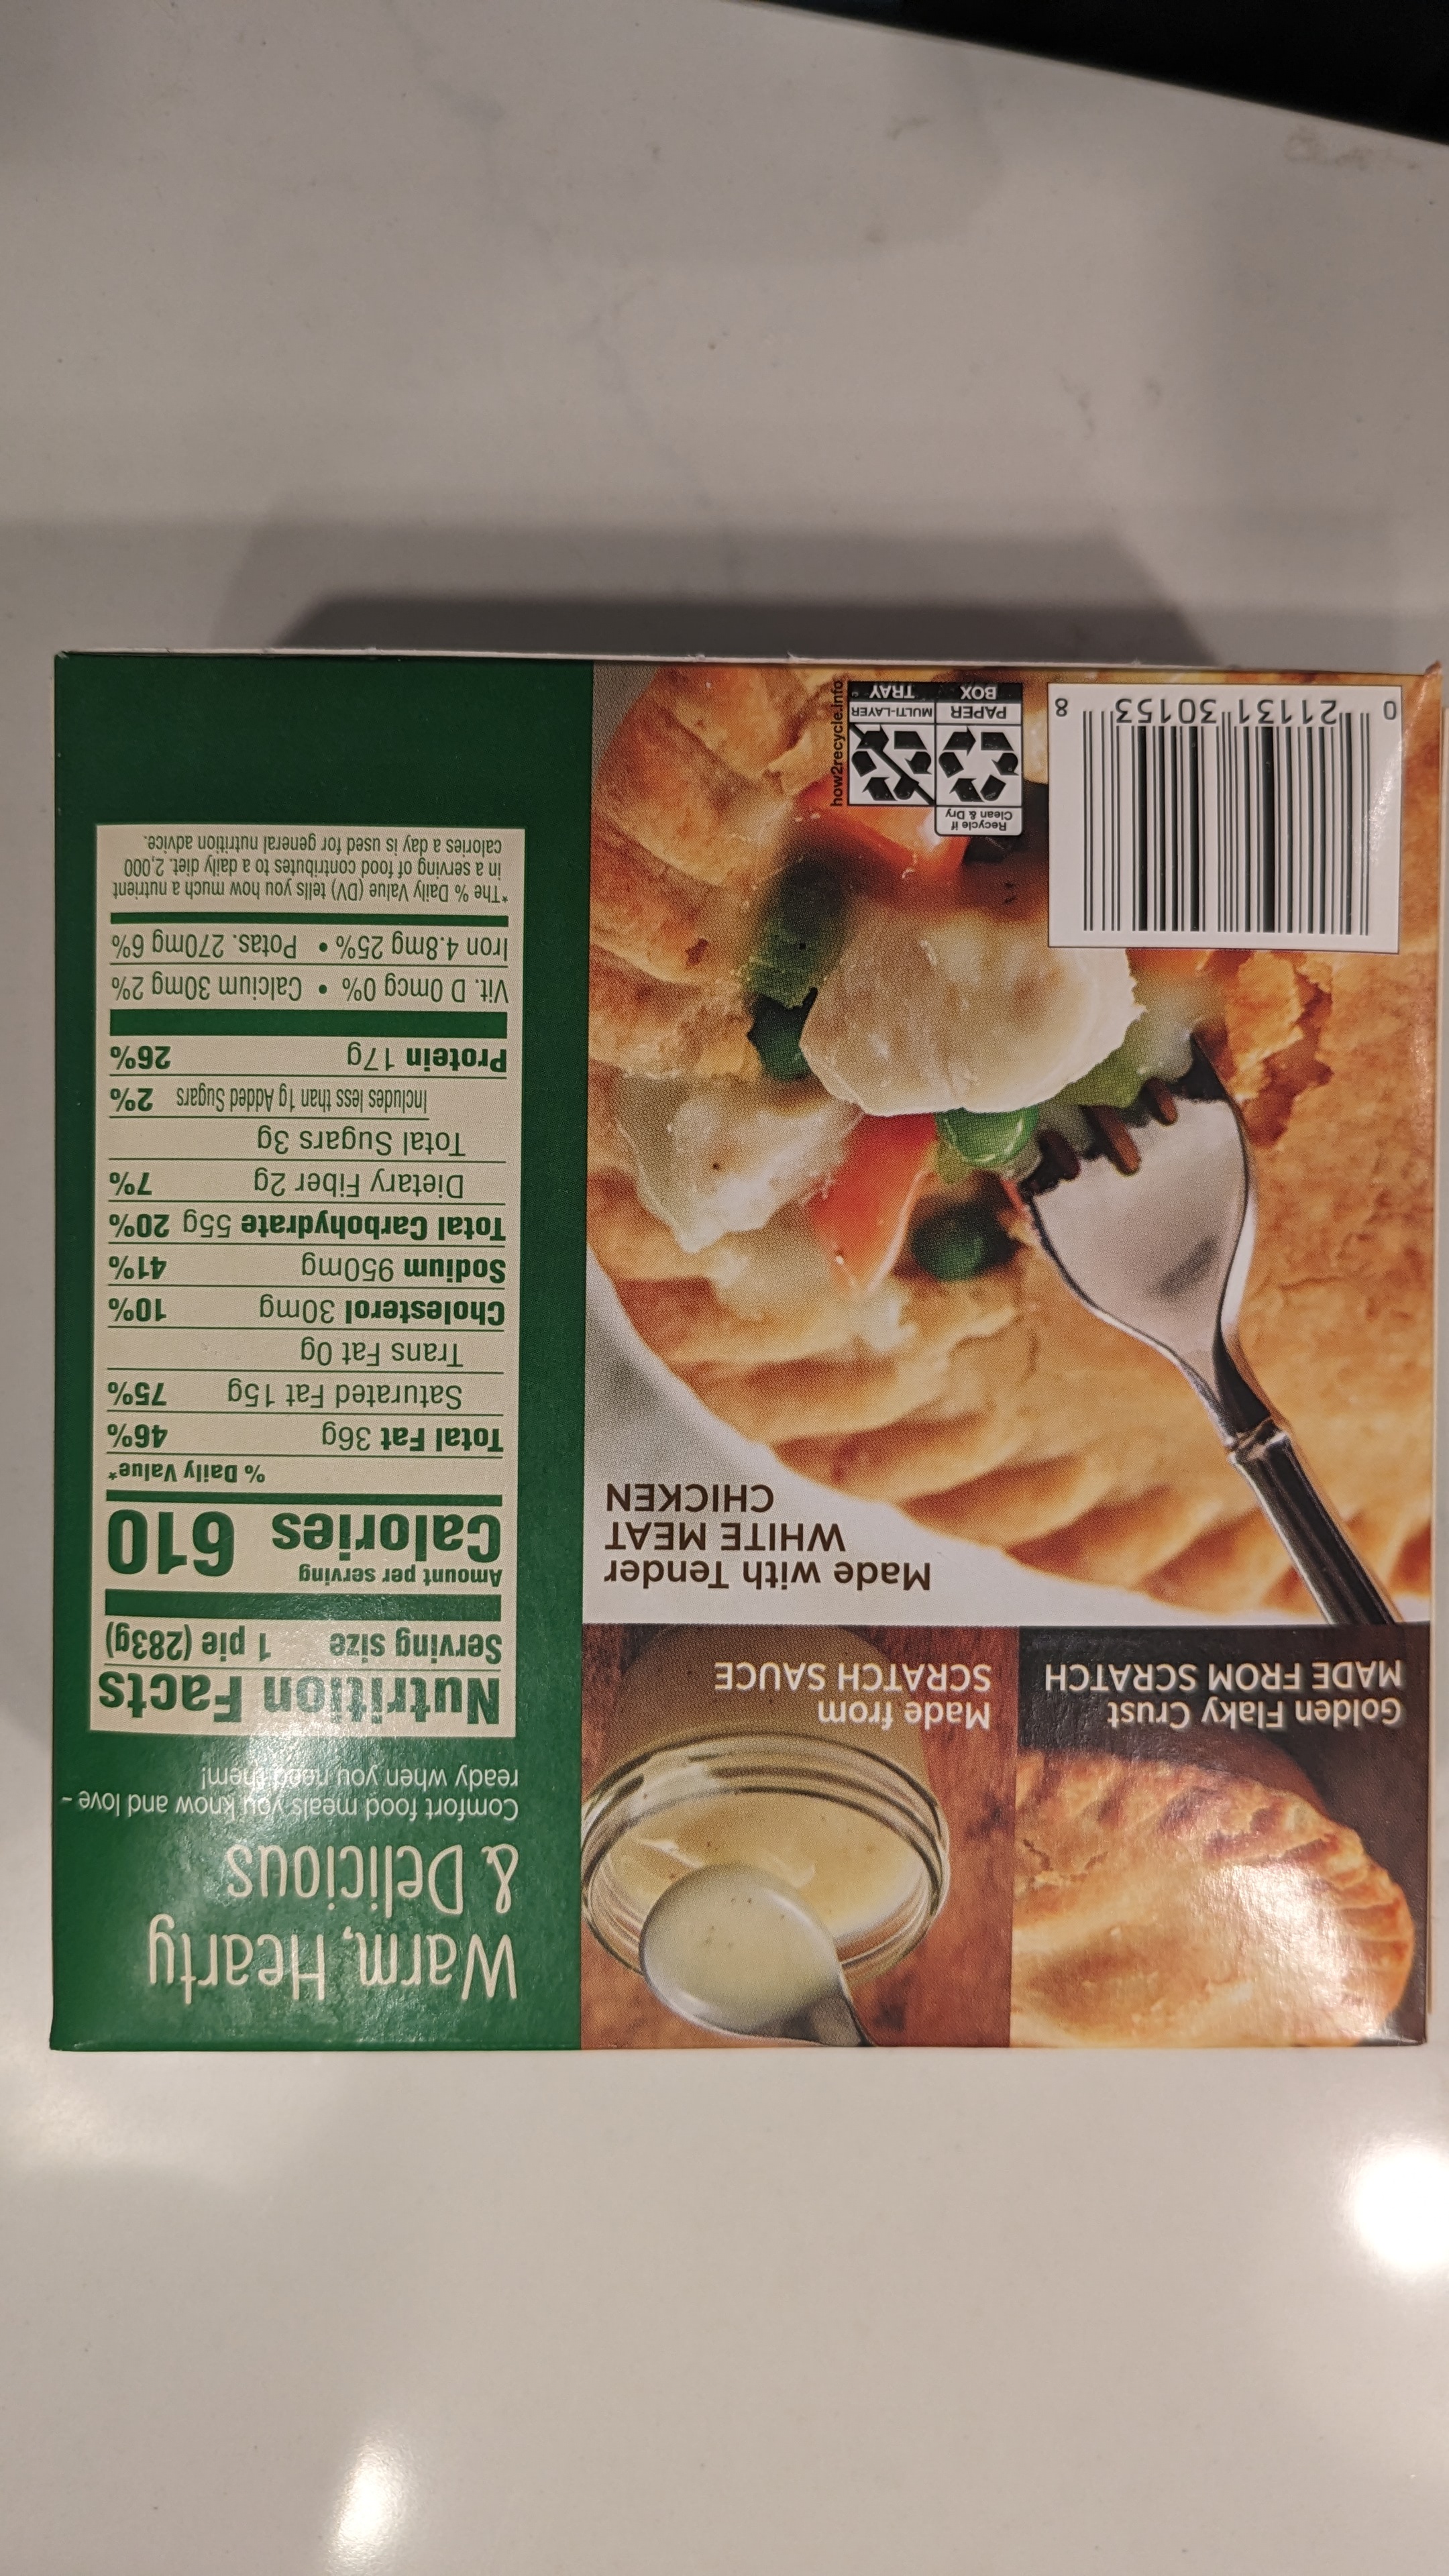 Golden Flaky Crust
MADE FROM SCRATCH
Made from
SCRATCH SAUCE
Made with Tender
WHITE MEAT
CHICKEN
0 21131 30153 8
Recycle if
Clean & Dry
PAPER
BOX
MULTI-LAYER
TRAY
how2recycle.info
Warm, Hearty
& Delicious
Comfort food meals you know and love –
ready when you need them!
Nutrition Facts
Serving size 1 pie (283g)
Amount per serving
Calories 610
% Daily Value*
Total Fat 36g 46%
Saturated Fat 15g 75%
Trans Fat 0g
Cholesterol 30mg 10%
Sodium 950mg 41%
Total Carbohydrate 55g 20%
Dietary Fiber 2g 7%
Total Sugars 3g
Includes less than 1g Added Sugars 2%
Protein 17g 26%
Vit. D 0mcg 0% • Calcium 30mg 2%
Iron 4.8mg 25% • Potas. 270mg 6%
*The % Daily Value (DV) tells you how much a nutrient
in a serving of food contributes to a daily diet. 2,000
calories a day is used for general nutrition advice.